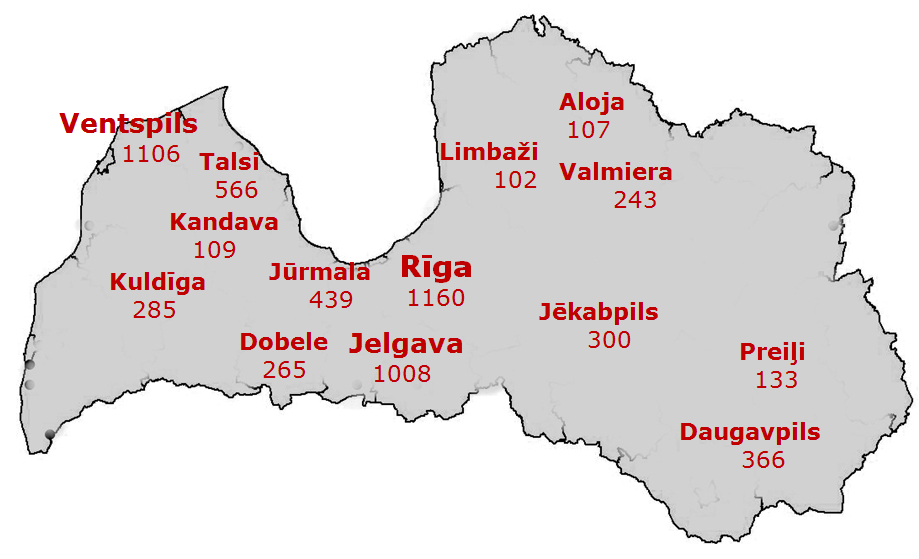 Aloja
107
Ventspils
1106
Limbaži
102
Talsi
566
Valmiera
243
Kandava
109
Rīga
1160
Jūrmala
439
Kuldīga
285
Jēkabpils
300
Dobele
265
Jelgava
1008
Preiļi
133
Daugavpils
366